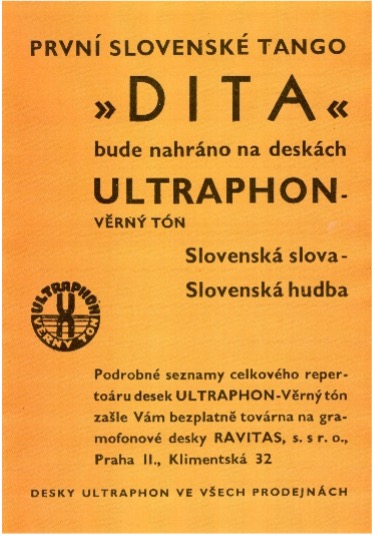 PRVNÍ SLOVENSKÉ TANGO
»DITA«
bude nahráno na deskách
ULTRAPHON-
VĚRNÝ TÓN
Slovenská slova-
Slovenská hudba
ULTRAPHON
VĚRNÝ TÓN
Podrobné seznamy celkového reper-
toáru desek ULTRAPHON-Věrný tón
zašle Vám bezplatně továrna na gra-
mofonové desky RAVITAS, s. s r. o.,
Praha II., Klimentská 32
DESKY ULTRAPHON VE VŠECH PRODEJNÁCH